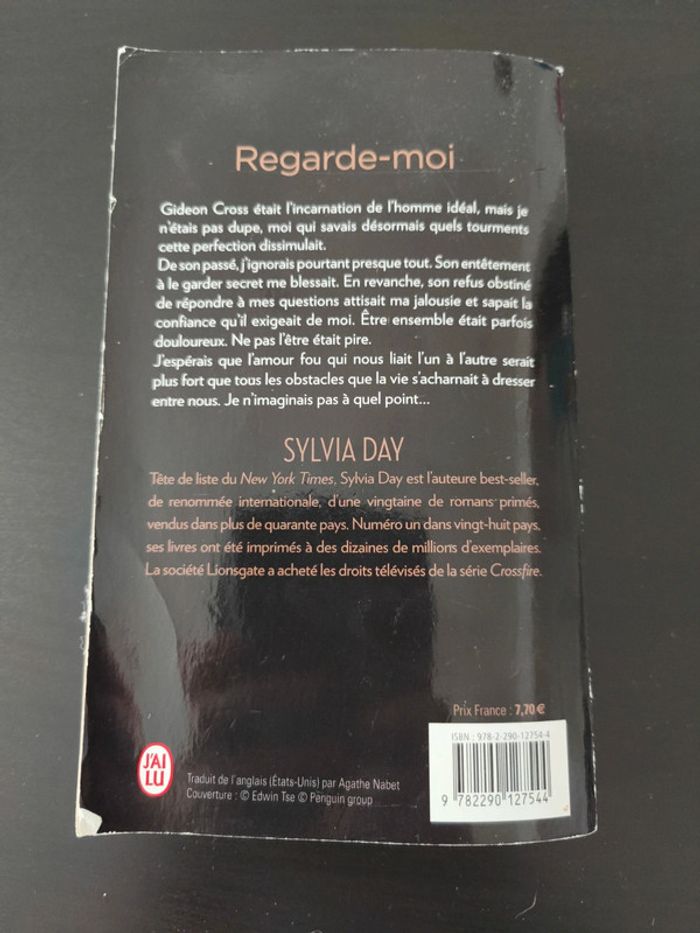 Regarde-moi
Gideon Cross était l'incarnation de l'homme idéal, mais je
n'étais pas dupe, moi qui savais désormais quels tourments
cette perfection dissimulait.
De son passé, j'ignorais pourtant presque tout. Son entêtement
à le garder secret me blessait. En revanche, son refus obstiné
de répondre à mes questions attisait ma jalousie et sapait la
confiance qu'il exigeait de moi. Être ensemble était parfois
douloureux. Ne pas l'être était pire.
J'espérais que l'amour fou qui nous liait l'un à l'autre serait
plus fort que tous les obstacles que la vie s'acharnait à dresser
entre nous. Je n'imaginais pas à quel point...
SYLVIA DAY
Tête de liste du New York Times, Sylvia Day est l'auteure best-seller,
de renommée internationale, d'une vingtaine de romans primés,
vendus dans plus de quarante pays. Numéro un dans vingt-huit pays,
ses livres ont été imprimés à des dizaines de millions d'exemplaires.
La société Lionsgate a acheté les droits télévisés de la série Crossfire.
Prix France : 7,70 €
ISBN : 978-2-290-12754-4
9 782290 127544
J'AI
LU
Traduit de l'anglais (États-Unis) par Agathe Nabet
Couverture : © Edwin Tse © Penguin group